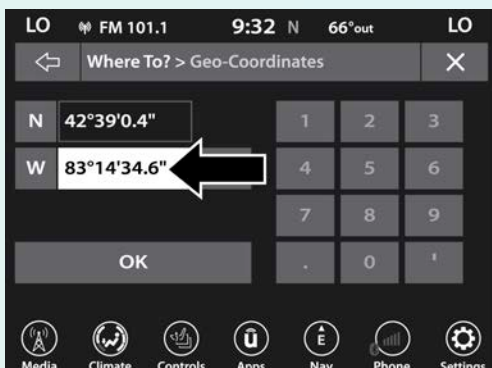 LO FM 101.1 9:32 N 66°out LO
Where To? > Geo-Coordinates X
N 42°39'0.4" 1 2 3
W 83°14'34.6" 4 5 6
7 8 9
OK . 0 '
E
Media Climate Controls Apps Nav Phone Settings